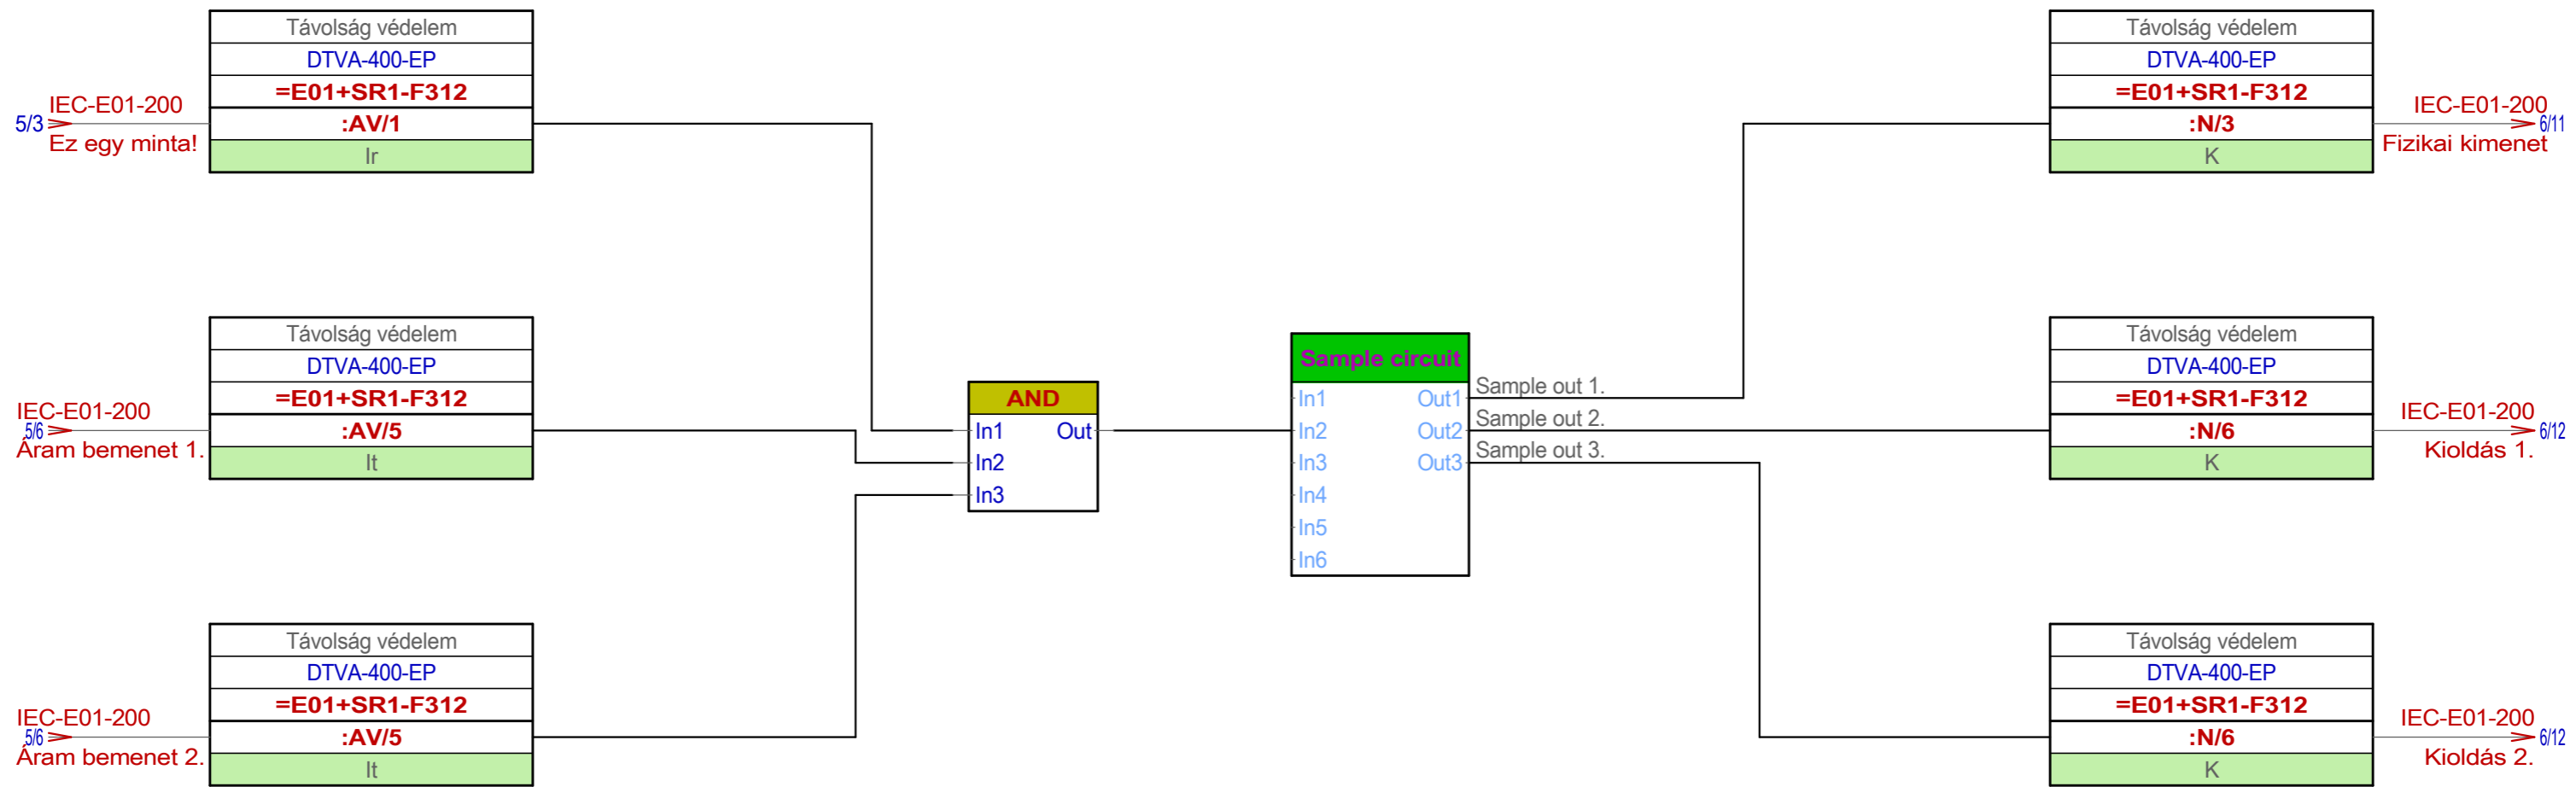 Távolság védelem
DTVA-400-EP
=E01+SR1-F312
:AV/1
Ir
IEC-E01-200
5/3
Ez egy minta!
Távolság védelem
DTVA-400-EP
=E01+SR1-F312
:AV/5
It
IEC-E01-200
5/6
Áram bemenet 1.
Távolság védelem
DTVA-400-EP
=E01+SR1-F312
:AV/5
It
IEC-E01-200
5/6
Áram bemenet 2.
AND
In1 Out
In2
In3
Sample circuit
In1 Out1
In2 Out2
In3 Out3
In4
In5
In6
Sample out 1.
Sample out 2.
Sample out 3.
Távolság védelem
DTVA-400-EP
=E01+SR1-F312
:N/3
K
IEC-E01-200
6/11
Fizikai kimenet
Távolság védelem
DTVA-400-EP
=E01+SR1-F312
:N/6
K
IEC-E01-200
6/12
Kioldás 1.
Távolság védelem
DTVA-400-EP
=E01+SR1-F312
:N/6
K
IEC-E01-200
6/12
Kioldás 2.